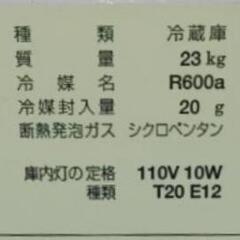 種類 冷蔵庫
質量 23 kg
冷媒名 R600a
冷媒封入量 20 g
断熱発泡ガス シクロペンタン
庫内灯の定格 110V 10W
種類 T20 E12